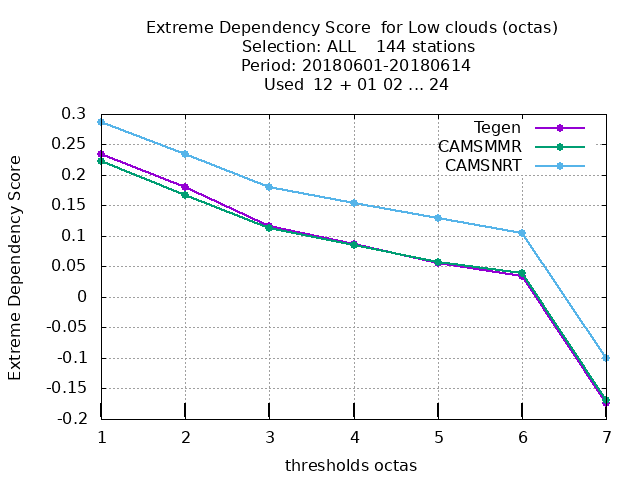 Extreme Dependency Score  for Low clouds (octas)
Selection: ALL    144 stations
Period: 20180601-20180614
Used  12 + 01 02 ... 24
Extreme Dependency Score
0.3
0.25
0.2
0.15
0.1
0.05
0
-0.05
-0.1
-0.15
-0.2
Tegen
CAMSMMR
CAMSNRT
1 2 3 4 5 6 7
thresholds octas